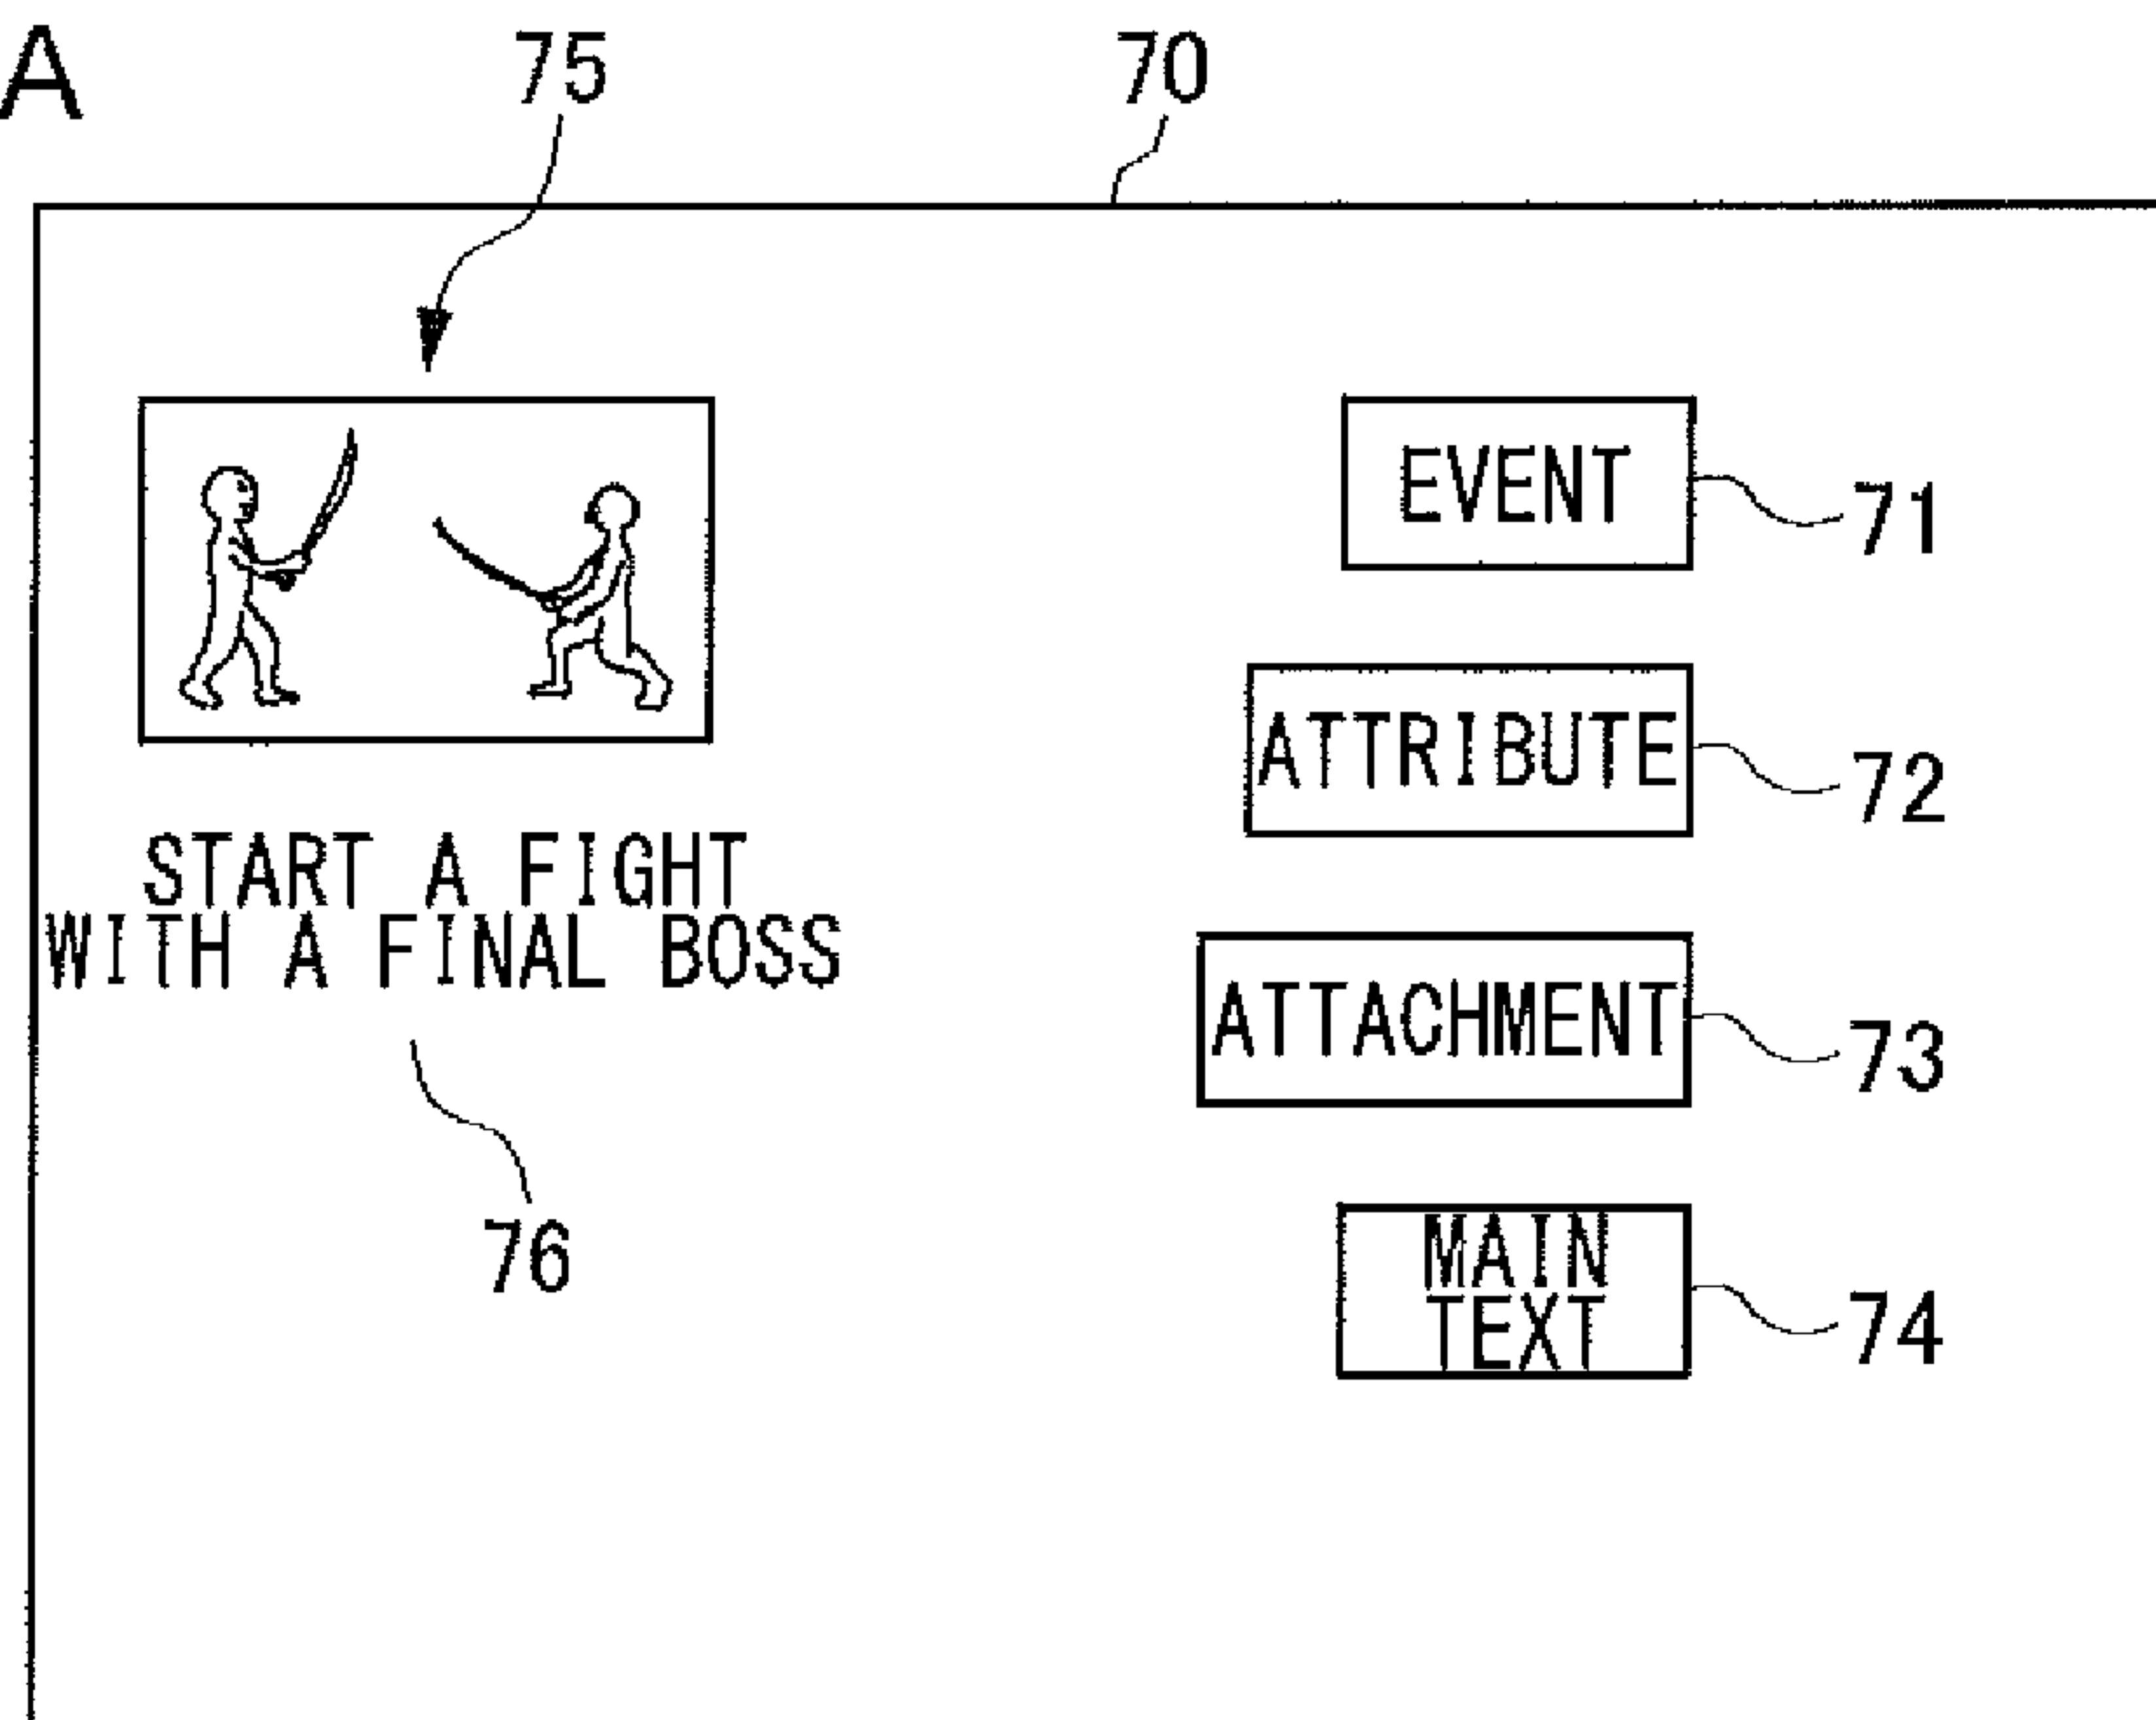 A
75
70
EVENT
71
ATTRIBUTE
72
START A FIGHT
WITH A FINAL BOSS
ATTACHMENT
73
76
MAIN
TEXT
74